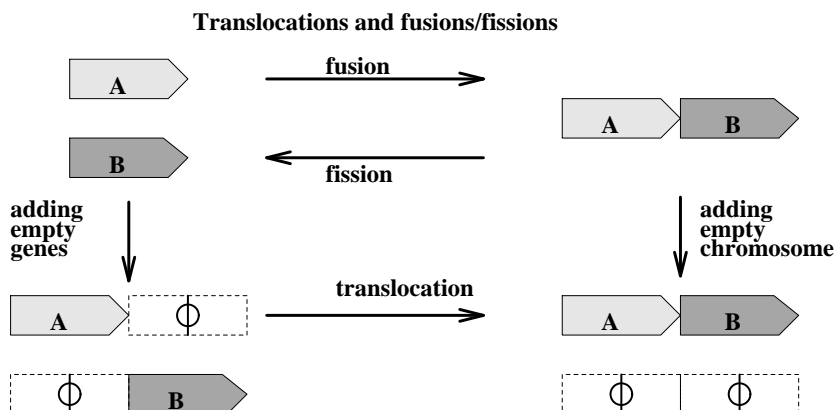 Translocations and fusions/fissions
A
fusion
A B
B
fission
adding
empty
genes
adding
empty
chromosome
A Φ
translocation
A B
Φ B
Φ Φ